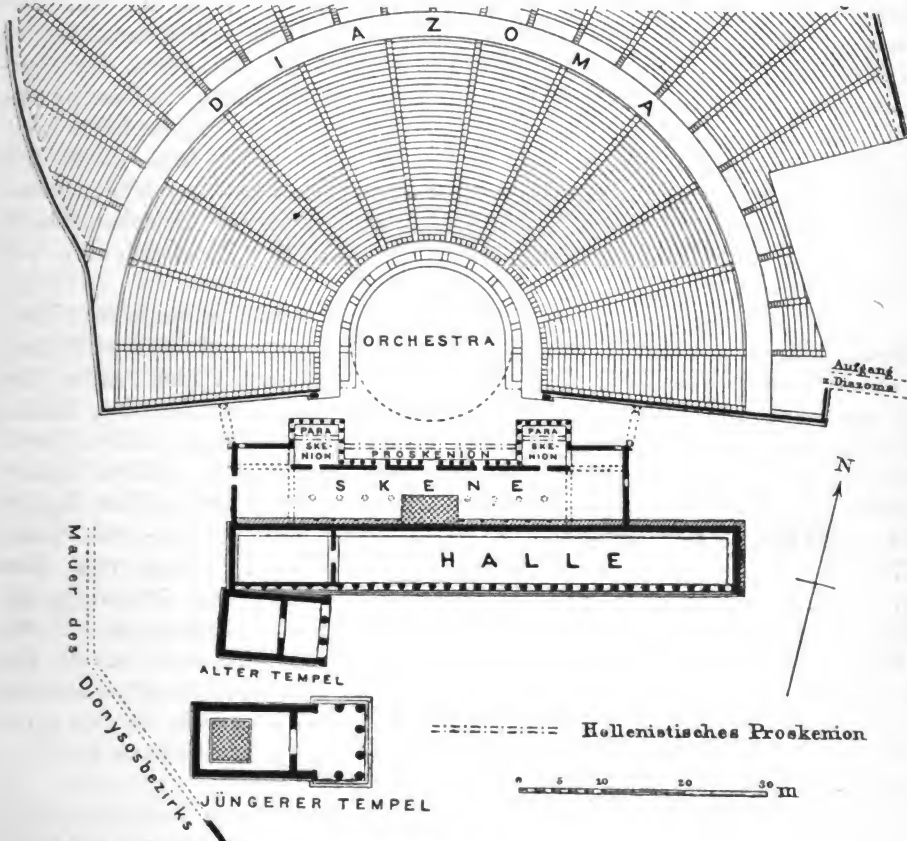 DIAZOMA
ORCHESTRA
Aufgang
z. Diazoma
PARA
SKE-
NION
PARA
SKE-
NION
PROSKENION
SKENE
N
HALLE
Mauer des
Dionysosbezirks
ALTER TEMPEL
Hellenistisches Proskenion
0 5 10 20 30 m
JÜNGERER TEMPEL